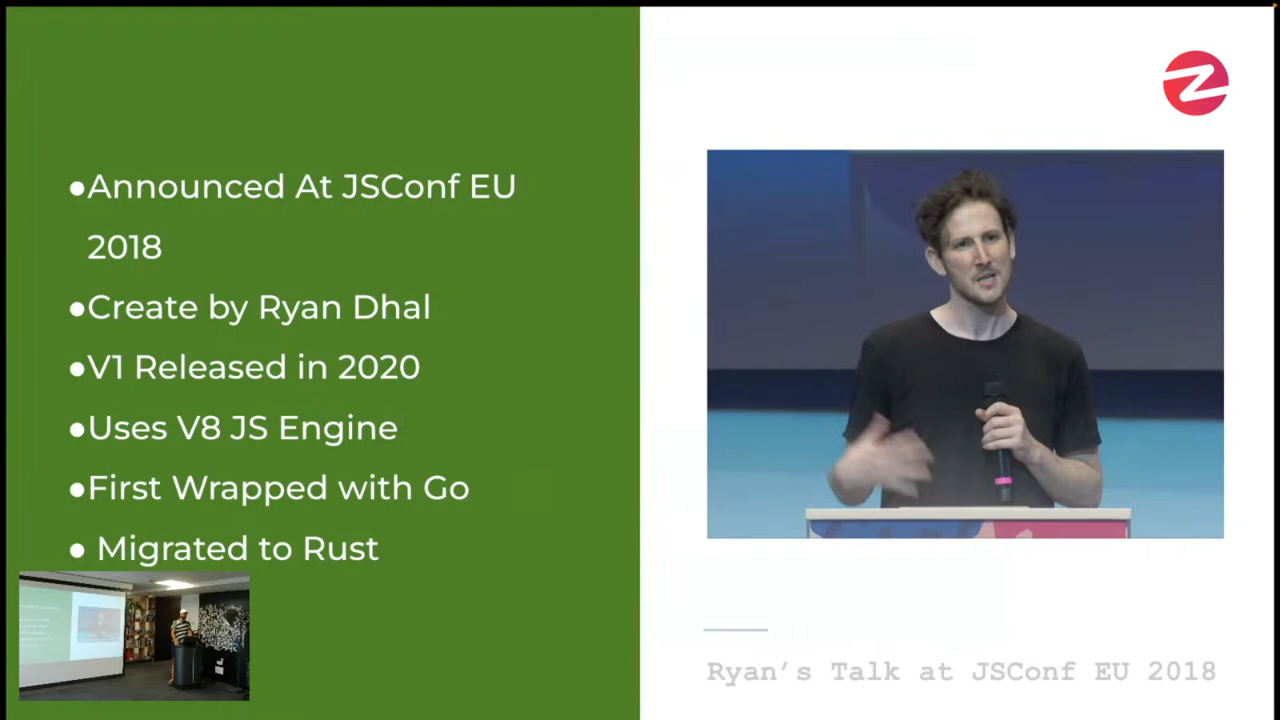 ●Announced At JSConf EU
2018
●Create by Ryan Dhal
●V1 Released in 2020
●Uses V8 JS Engine
●First Wrapped with Go
● Migrated to Rust
Ryan's Talk at JSConf EU 2018